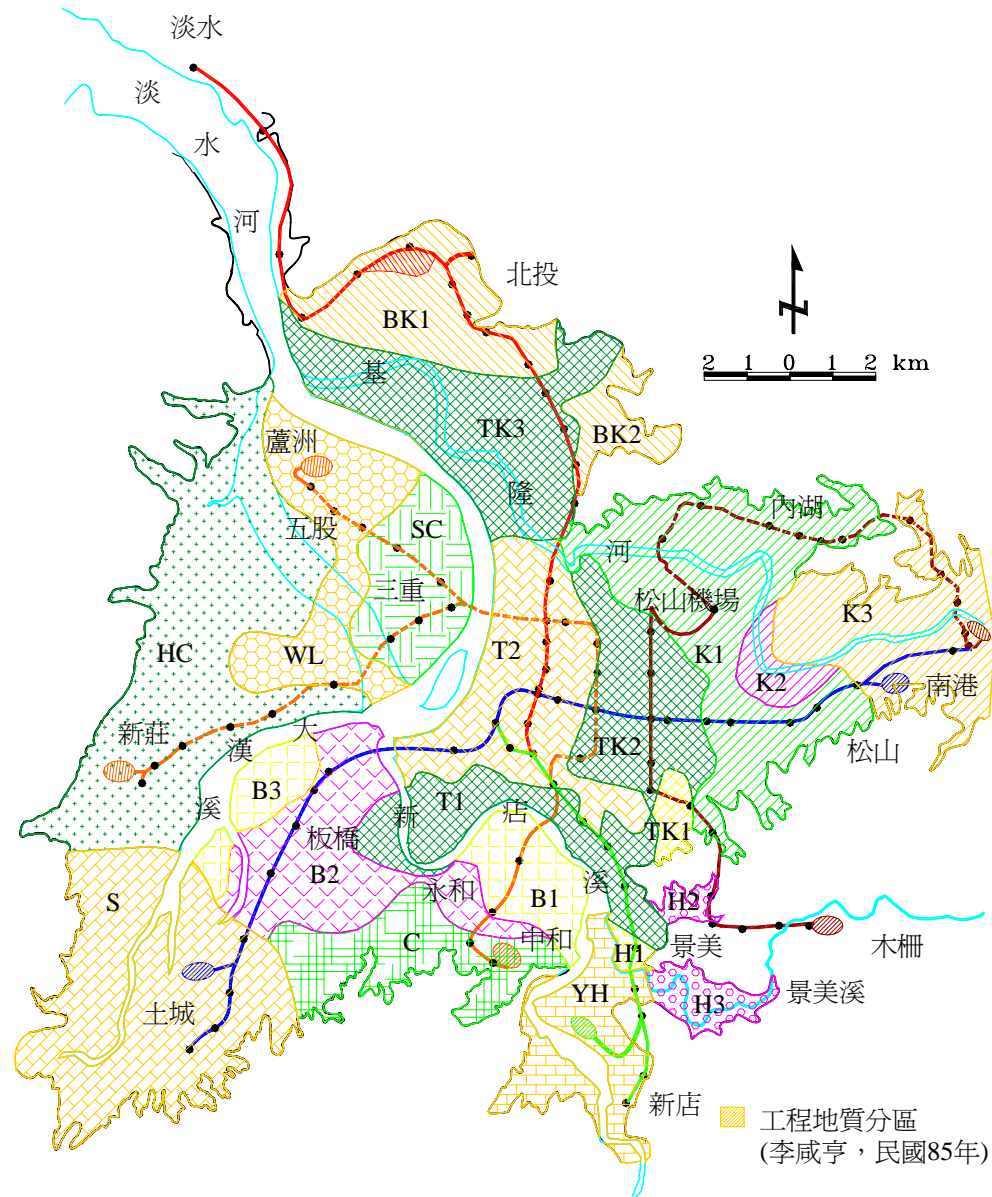 淡水
淡
水
河
北投
BK1
2 1 0 1 2 km
基
TK3
BK2
蘆洲
隆
五股
SC
河
內湖
三重
松山機場
K3
HC
WL
T2
K1
K2
南港
新莊
漢
大
TK2
松山
B3
溪
T1
新
店
板橋
TK1
B2
永和
溪
S
B1
H2
C
中和
H1
景美
木柵
YH
H3
景美溪
土城
新店
工程地質分區
(李咸亨，民國85年)